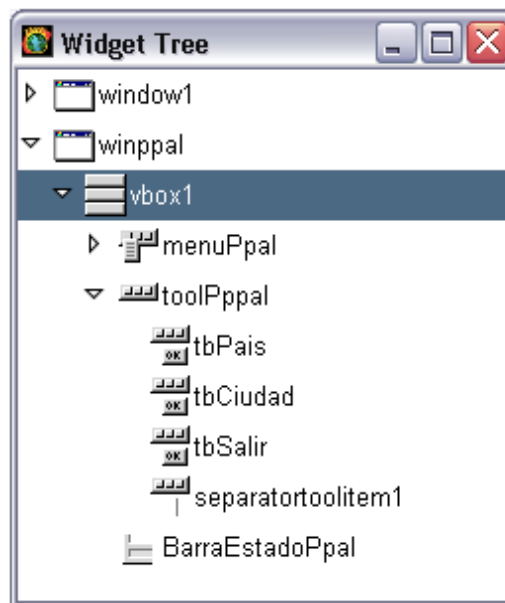 Widget Tree
window1
winppal
vbox1
menuPpal
toolPppal
tbPais
tbCiudad
tbSalir
separatortoolitem1
BarraEstadoPpal